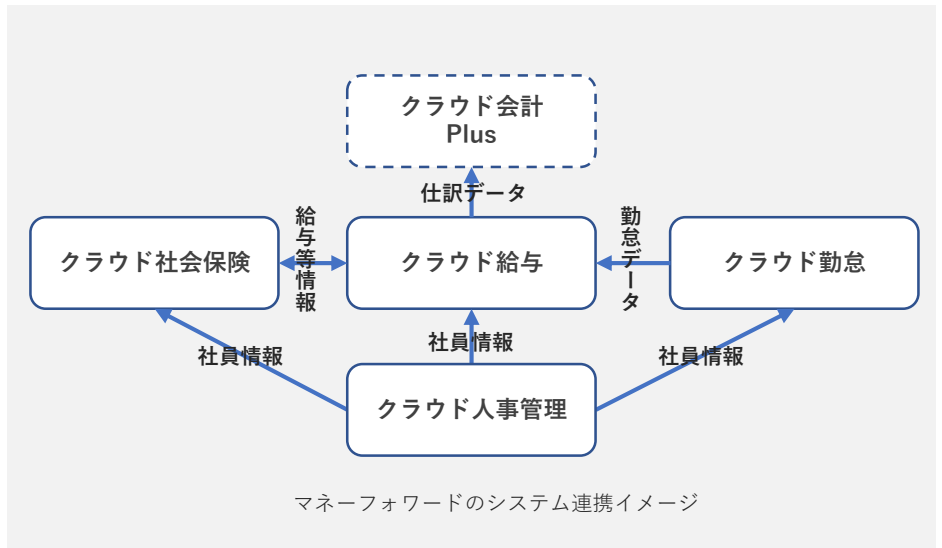 クラウド会計
Plus
仕訳データ
給与等情報
勤怠データ
クラウド社会保険
クラウド給与
クラウド勤怠
社員情報
社員情報
社員情報
クラウド人事管理
マネーフォワードのシステム連携イメージ